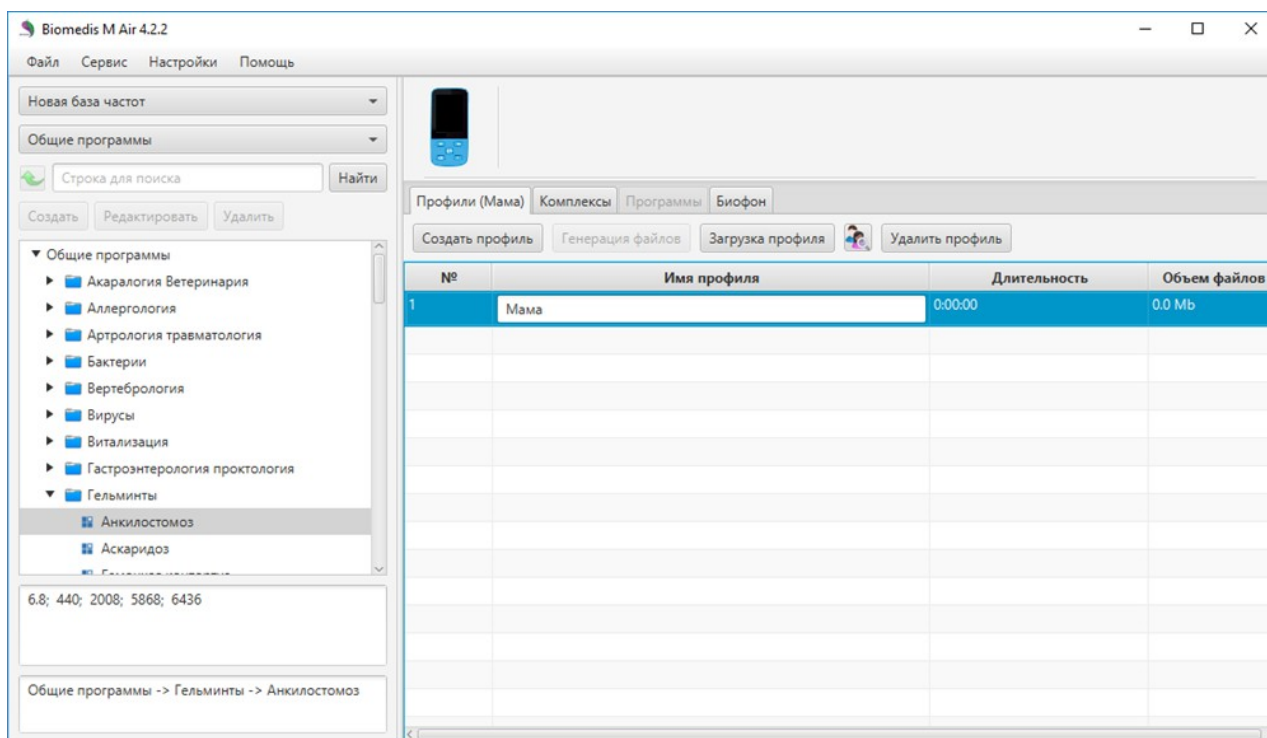 Biomedis M Air 4.2.2
Файл Сервис Настройки Помощь
Новая база частот
Общие программы
Строка для поиска Найти
Создать Редактировать Удалить
Общие программы
Акаралогия Ветеринария
Аллергология
Артрология травматология
Бактерии
Вертебрология
Вирусы
Витализация
Гастроэнтерология проктология
Гельминты
Анкилостомоз
Аскаридоз
6.8; 440; 2008; 5868; 6436
Общие программы -> Гельминты -> Анкилостомоз
Профили (Мама) Комплексы Программы Биофон
Создать профиль Генерация файлов Загрузка профиля Удалить профиль
№ Имя профиля Длительность Объем файлов
1 Мама 0:00:00 0.0 Mb